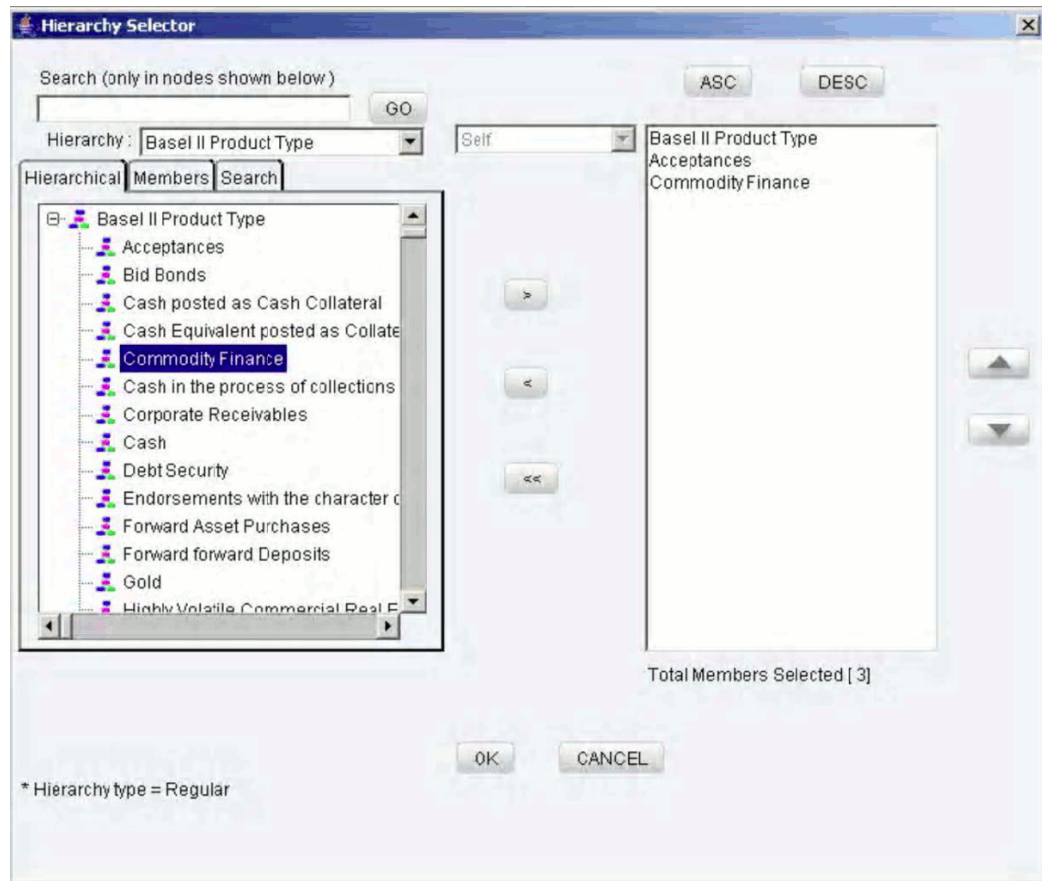 Hierarchy Selector
Search (only in nodes shown below )
GO
ASC
DESC
Hierarchy :
Basel II Product Type
Self
Hierarchical
Members
Search
Basel II Product Type
Acceptances
Bid Bonds
Cash posted as Cash Collateral
Cash Equivalent posted as Collate
Commodity Finance
Cash in the process of collections
Corporate Receivables
Cash
Debt Security
Endorsements with the character
Forward Asset Purchases
Forward forward Deposits
Gold
Highly Volatile Commercial Real
>
<
<<
Basel II Product Type
Acceptances
Commodity Finance
Total Members Selected [ 3]
OK
CANCEL
* Hierarchy type = Regular